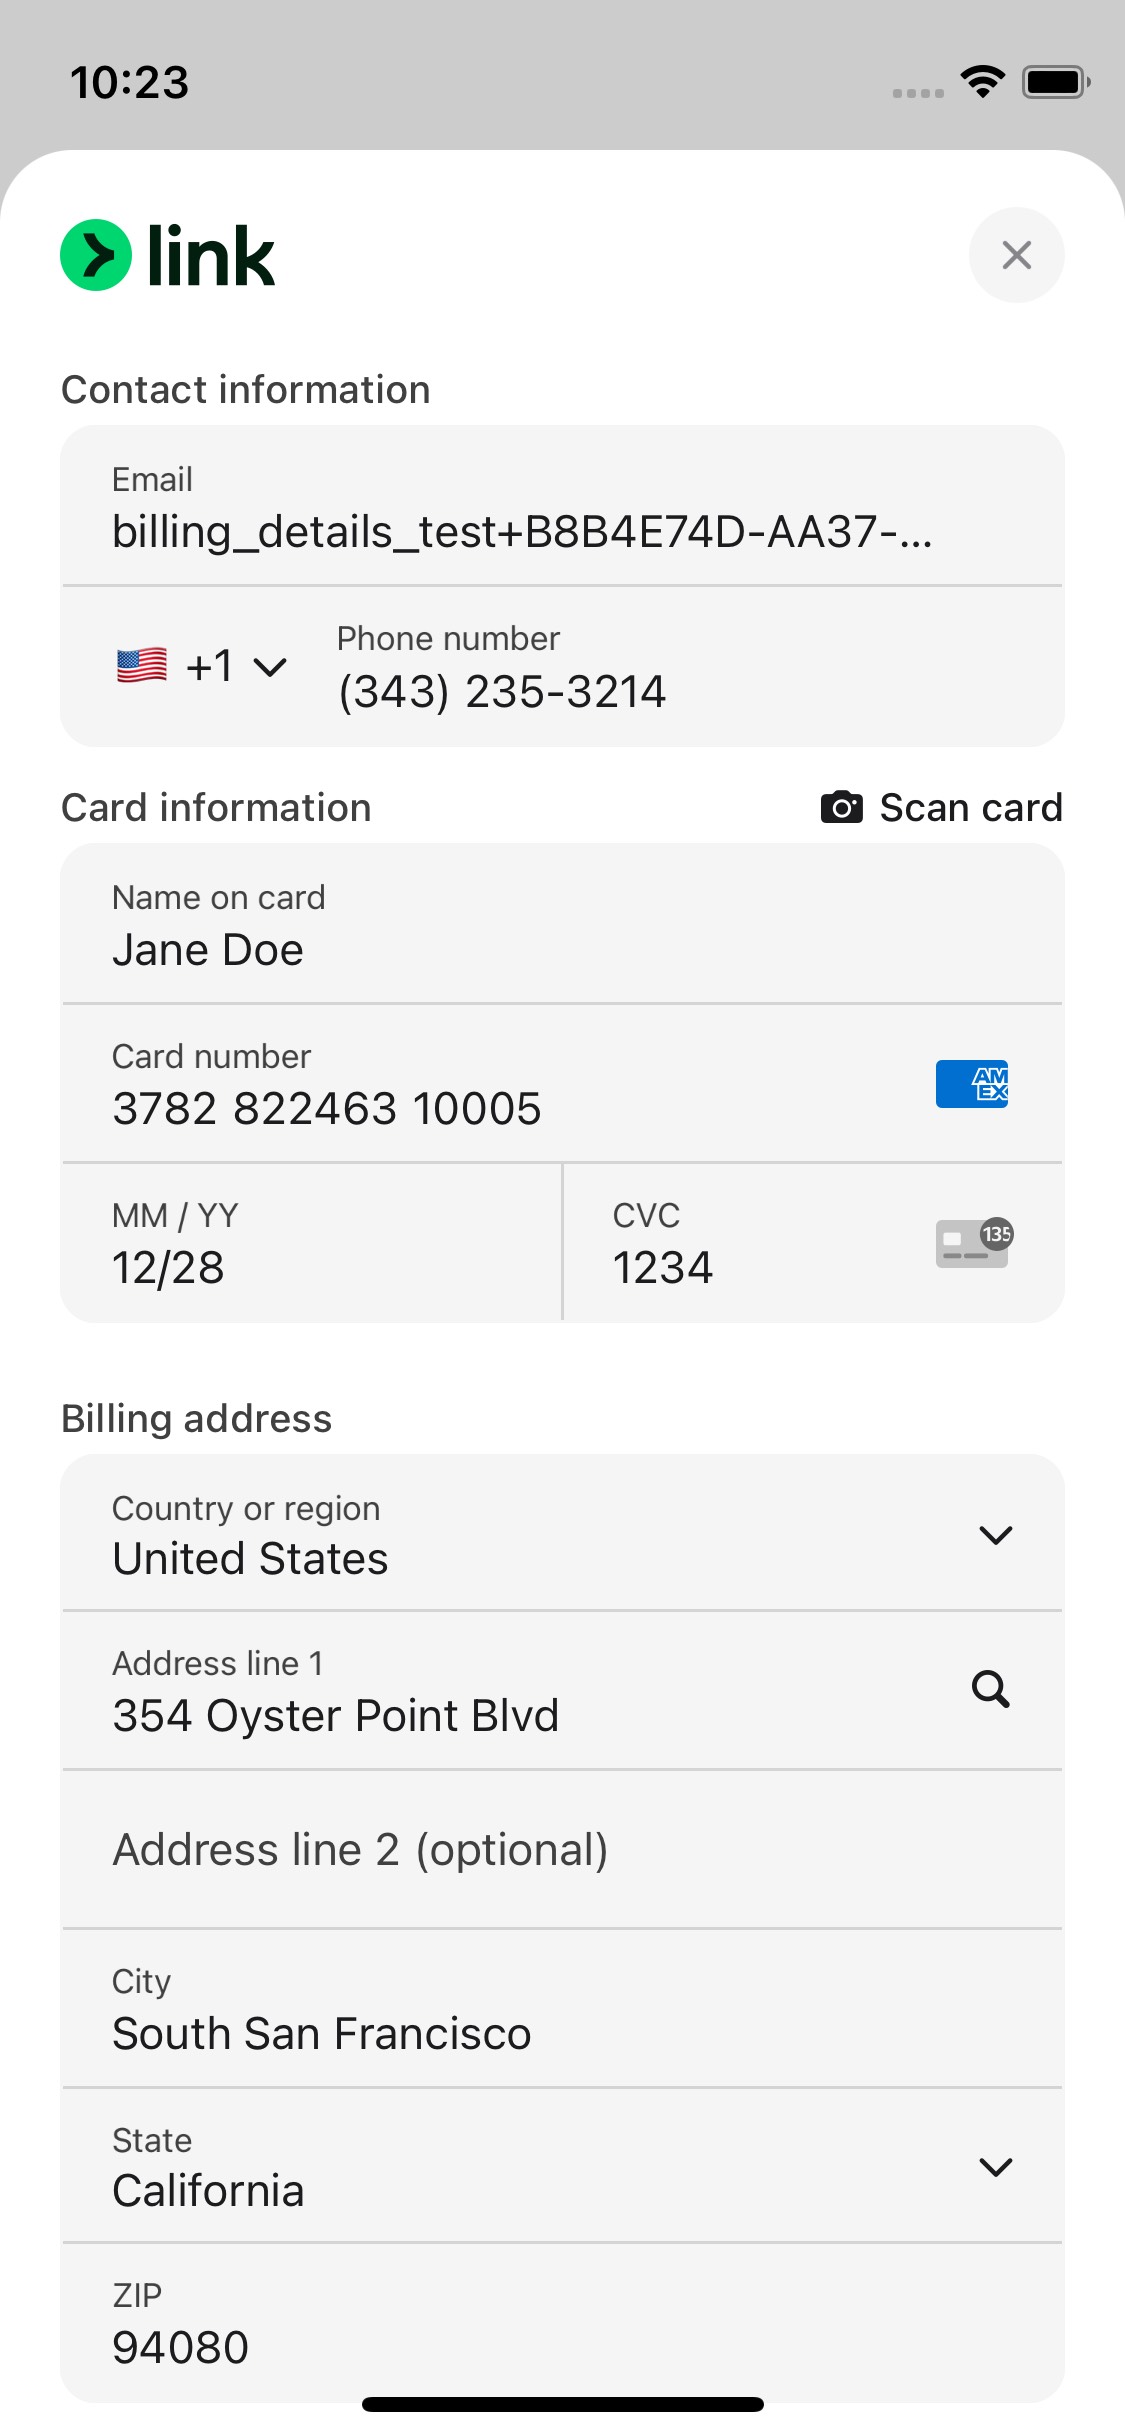 10:23
link
Contact information
Email
billing_details_test+B8B4E74D-AA37-...
+1
Phone number
(343) 235-3214
Card information
Scan card
Name on card
Jane Doe
Card number
3782 822463 10005
AM
EX
MM / YY
12/28
CVC
1234
135
Billing address
Country or region
United States
Address line 1
354 Oyster Point Blvd
Address line 2 (optional)
City
South San Francisco
State
California
ZIP
94080